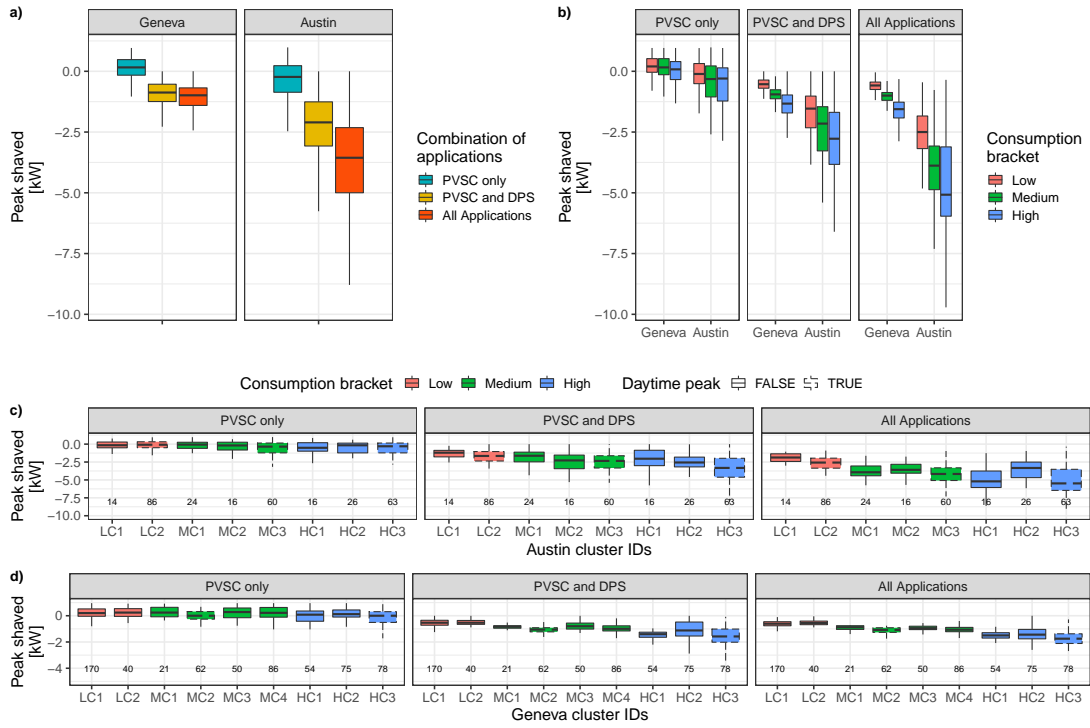 a)
Geneva
Austin
0.0
−2.5
−5.0
−7.5
−10.0
Peak shaved
[kW]
Combination of
applications
PVSC only
PVSC and DPS
All Applications
b)
PVSC only
PVSC and DPS
All Applications
0.0
−2.5
−5.0
−7.5
−10.0
Peak shaved
[kW]
Geneva Austin Geneva Austin Geneva Austin
Consumption
bracket
Low
Medium
High
Consumption bracket Low Medium High Daytime peak FALSE TRUE
c)
PVSC only
PVSC and DPS
All Applications
Peak shaved
[kW]
0.0
−2.5
−5.0
−7.5
−10.0
14 86 24 16 60 16 26 63 14 86 24 16 60 16 26 63 14 86 24 16 60 16 26 63
LC1 LC2 MC1 MC2 MC3 HC1 HC2 HC3 LC1 LC2 MC1 MC2 MC3 HC1 HC2 HC3 LC1 LC2 MC1 MC2 MC3 HC1 HC2 HC3
Austin cluster IDs
d)
PVSC only
PVSC and DPS
All Applications
Peak shaved
[kW]
0
−2
−4
170 40 21 62 50 86 54 75 78 170 40 21 62 50 86 54 75 78 170 40 21 62 50 86 54 75 78
LC1 LC2 MC1 MC2 MC3 MC4 HC1 HC2 HC3 LC1 LC2 MC1 MC2 MC3 MC4 HC1 HC2 HC3 LC1 LC2 MC1 MC2 MC3 MC4 HC1 HC2 HC3
Geneva cluster IDs